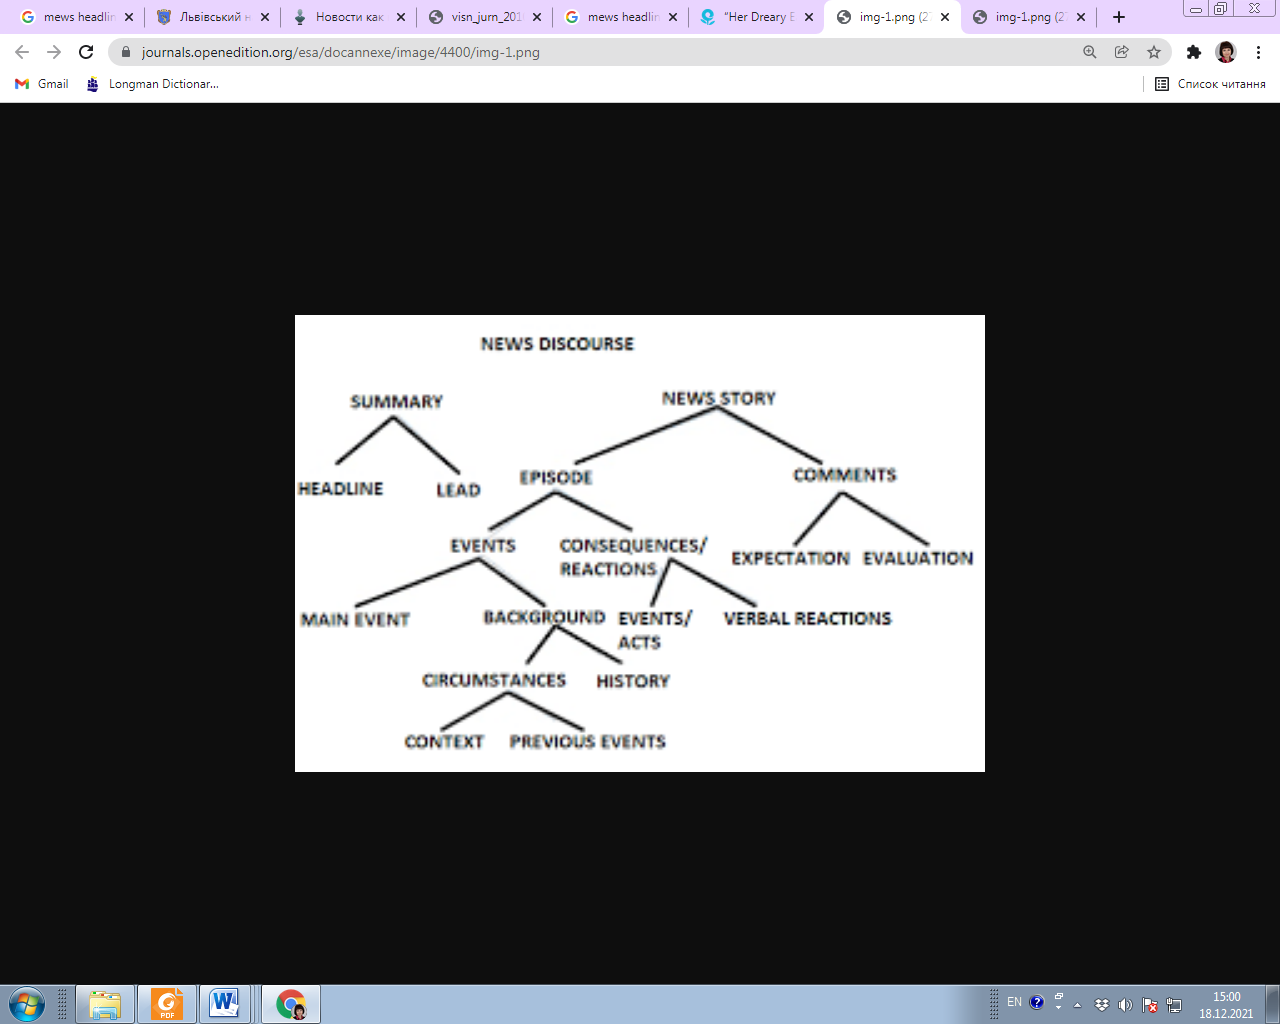 mews headlin
Львівський н
Новости как
visn_jurn_201
mews headlin
"Her Dreary E
img-1.png (27
img-1.png (27
journals.openedition.org/esa/docannexe/image/4400/img-1.png
Gmail
Longman Dictionar...
Список читання
NEWS DISCOURSE
SUMMARY
NEWS STORY
HEADLINE
LEAD
EPISODE
COMMENTS
EVENTS
CONSEQUENCES/
REACTIONS
EXPECTATION
EVALUATION
MAIN EVENT
BACKGROUND
EVENTS/
ACTS
VERBAL REACTIONS
CIRCUMSTANCES
HISTORY
CONTEXT
PREVIOUS EVENTS
PDF
EN
15:00
18.12.2021